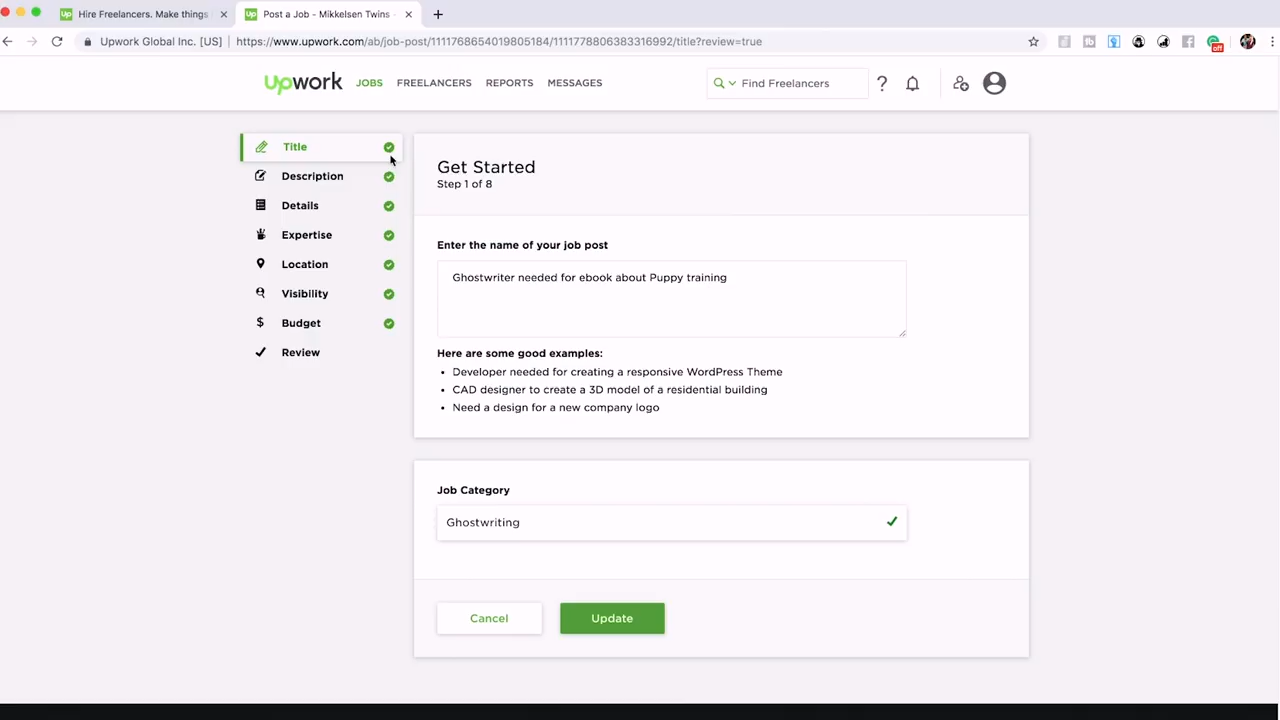 Hire Freelancers. Make things
Post a Job - Mikkelsen Twins -
Upwork Global Inc. [US]
https://www.upwork.com/ab/job-post/1111768654019805184/1111778806383316992/title?review=true
off
upwork
JOBS
FREELANCERS
REPORTS
MESSAGES
Find Freelancers
?
Title
Description
Details
Expertise
Location
Visibility
$ Budget
Review
Get Started
Step 1 of 8
Enter the name of your job post
Ghostwriter needed for ebook about Puppy training
Here are some good examples:
• Developer needed for creating a responsive WordPress Theme
• CAD designer to create a 3D model of a residential building
• Need a design for a new company logo
Job Category
Ghostwriting
Cancel
Update